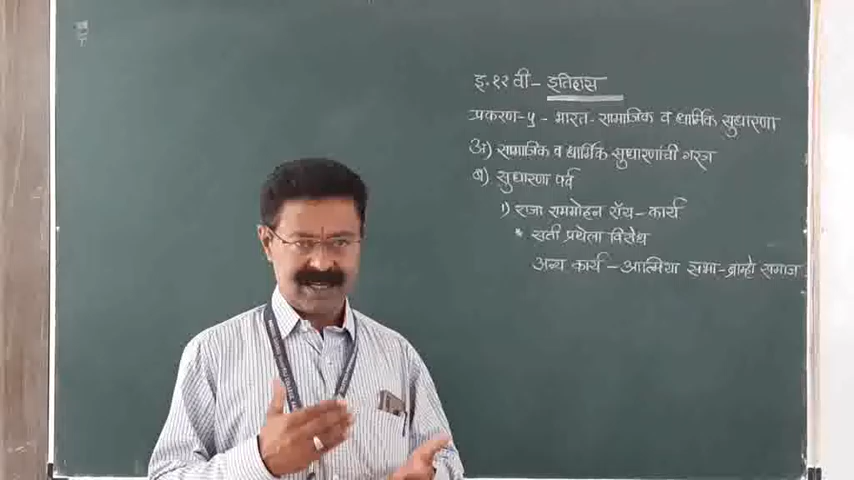 इ.१२ वी - इतिहास
प्रकरण-५ - भारत- सामाजिक व धार्मिक सुधारणा
अ) सामाजिक व धार्मिक सुधारणांची गरज
ब) सुधारणा पर्व
१) राजा राममोहन रॉय - कार्य
* सती प्रथेला विरोध
अन्य कार्य - आत्मिया सभा - ब्राम्हो समाज